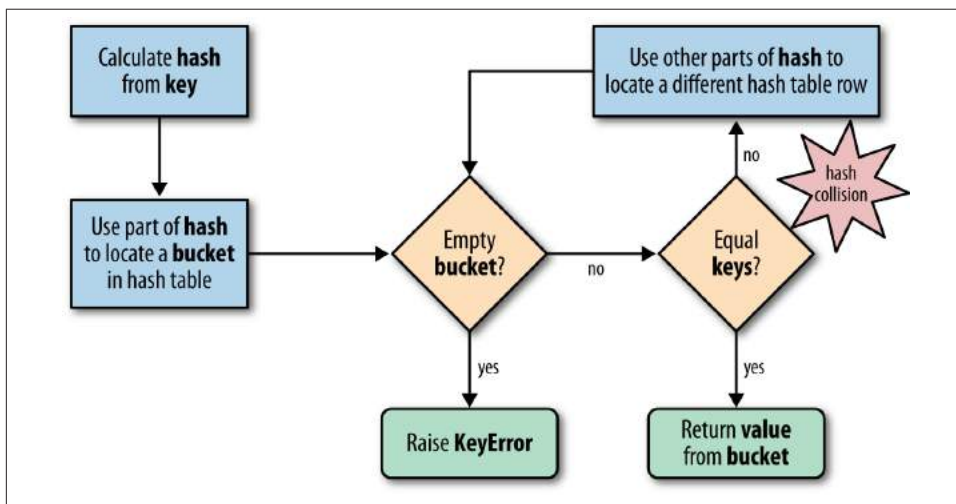 Calculate hash
from key
Use other parts of hash to
locate a different hash table row
no
hash
collision
Use part of hash
to locate a bucket
in hash table
Empty
bucket?
no
Equal
keys?
yes
yes
Raise KeyError
Return value
from bucket